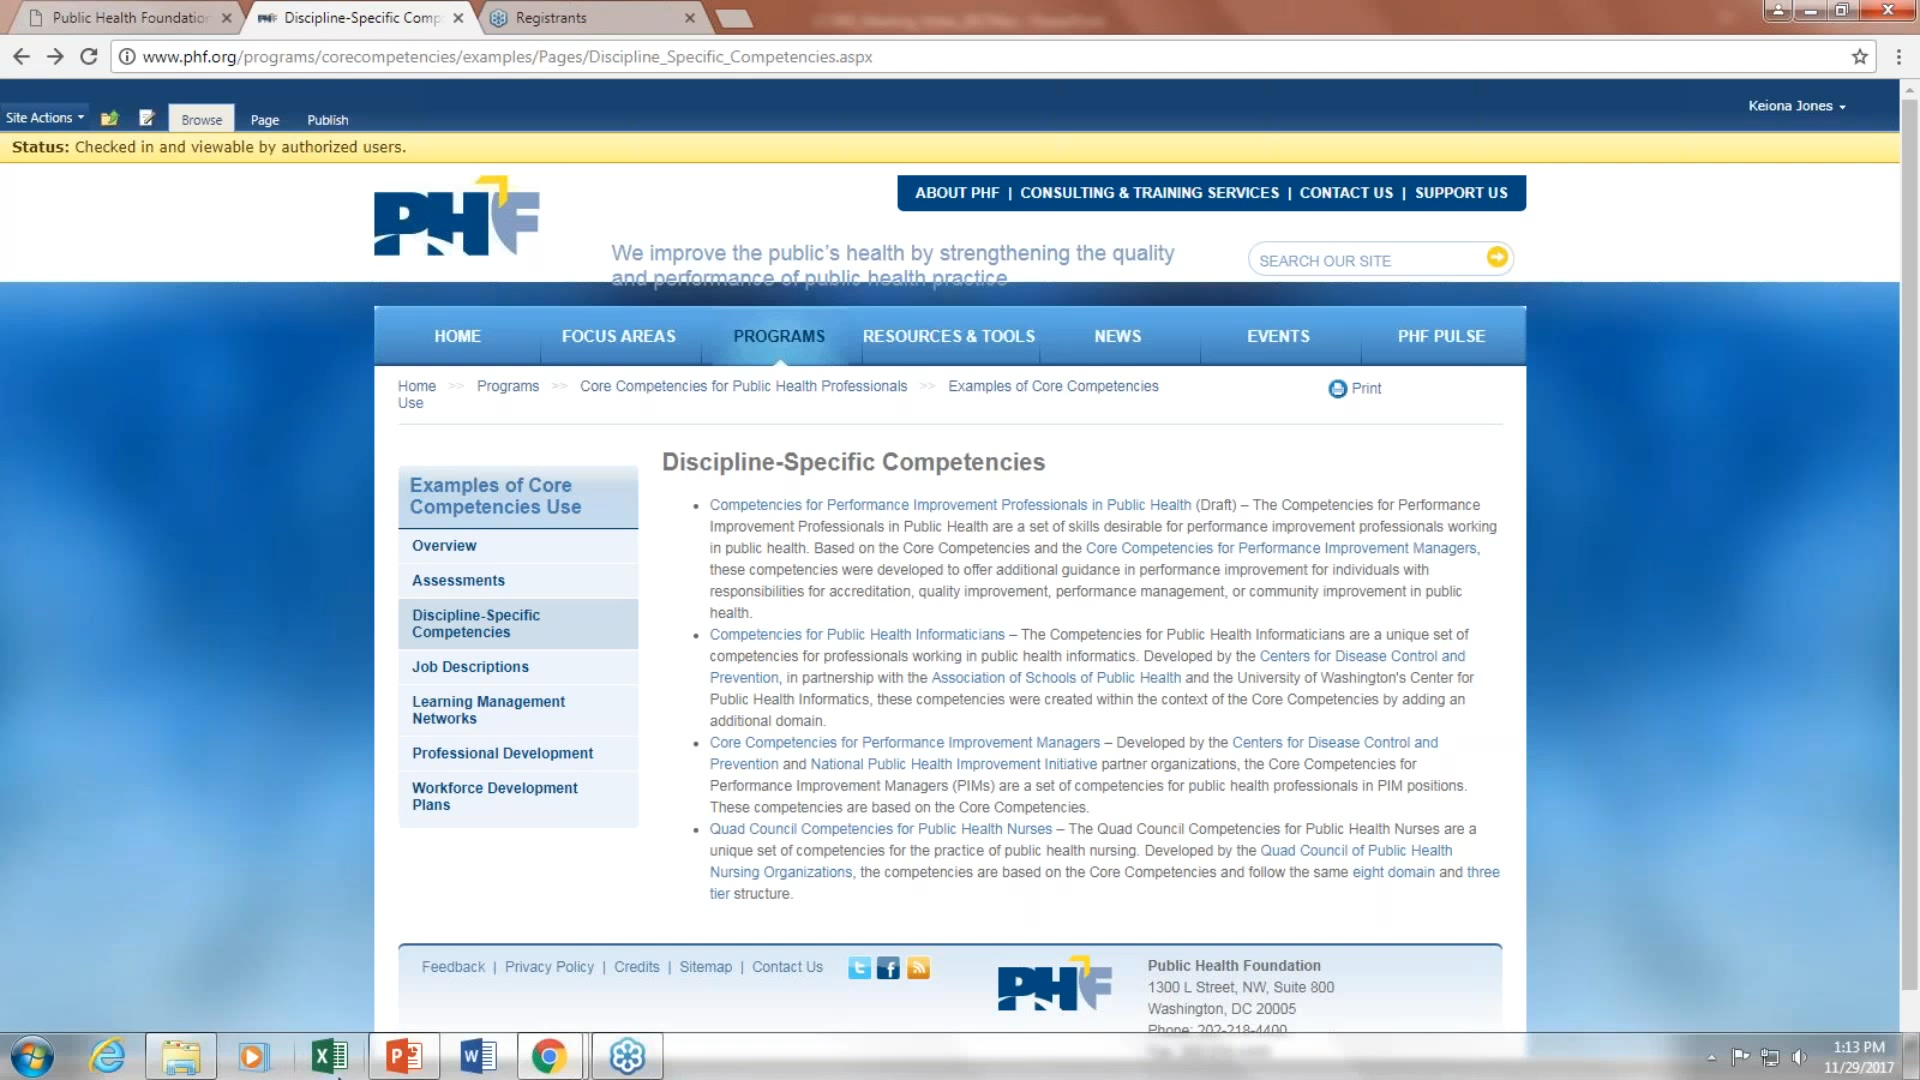 Public Health Foundation
Discipline-Specific Comp
Registrants
www.phf.org/programs/corecompetencies/examples/Pages/Discipline_Specific_Competencies.aspx
Site Actions
Browse
Page
Publish
Keiona Jones
Status: Checked in and viewable by authorized users.
PHF
ABOUT PHF | CONSULTING & TRAINING SERVICES | CONTACT US | SUPPORT US
We improve the public's health by strengthening the quality
and performance of public health practice
SEARCH OUR SITE
HOME
FOCUS AREAS
PROGRAMS
RESOURCES & TOOLS
NEWS
EVENTS
PHF PULSE
Home >> Programs >> Core Competencies for Public Health Professionals >> Examples of Core Competencies
Use
Print
Examples of Core
Competencies Use
Overview
Assessments
Discipline-Specific
Competencies
Job Descriptions
Learning Management
Networks
Professional Development
Workforce Development
Plans
Discipline-Specific Competencies
• Competencies for Performance Improvement Professionals in Public Health (Draft) – The Competencies for Performance
Improvement Professionals in Public Health are a set of skills desirable for performance improvement professionals working
in public health. Based on the Core Competencies and the Core Competencies for Performance Improvement Managers,
these competencies were developed to offer additional guidance in performance improvement for individuals with
responsibilities for accreditation, quality improvement, performance management, or community improvement in public
health.
• Competencies for Public Health Informaticians – The Competencies for Public Health Informaticians are a unique set of
competencies for professionals working in public health informatics. Developed by the Centers for Disease Control and
Prevention, in partnership with the Association of Schools of Public Health and the University of Washington's Center for
Public Health Informatics, these competencies were created within the context of the Core Competencies by adding an
additional domain.
• Core Competencies for Performance Improvement Managers – Developed by the Centers for Disease Control and
Prevention and National Public Health Improvement Initiative partner organizations, the Core Competencies for
Performance Improvement Managers (PIMs) are a set of competencies for public health professionals in PIM positions.
These competencies are based on the Core Competencies.
• Quad Council Competencies for Public Health Nurses – The Quad Council Competencies for Public Health Nurses are a
unique set of competencies for the practice of public health nursing. Developed by the Quad Council of Public Health
Nursing Organizations, the competencies are based on the Core Competencies and follow the same eight domain and three
tier structure.
Feedback | Privacy Policy | Credits | Sitemap | Contact Us
PHF
Public Health Foundation
1300 L Street, NW, Suite 800
Washington, DC 20005
Phone: 202-218-4400
1:13 PM
11/29/2017